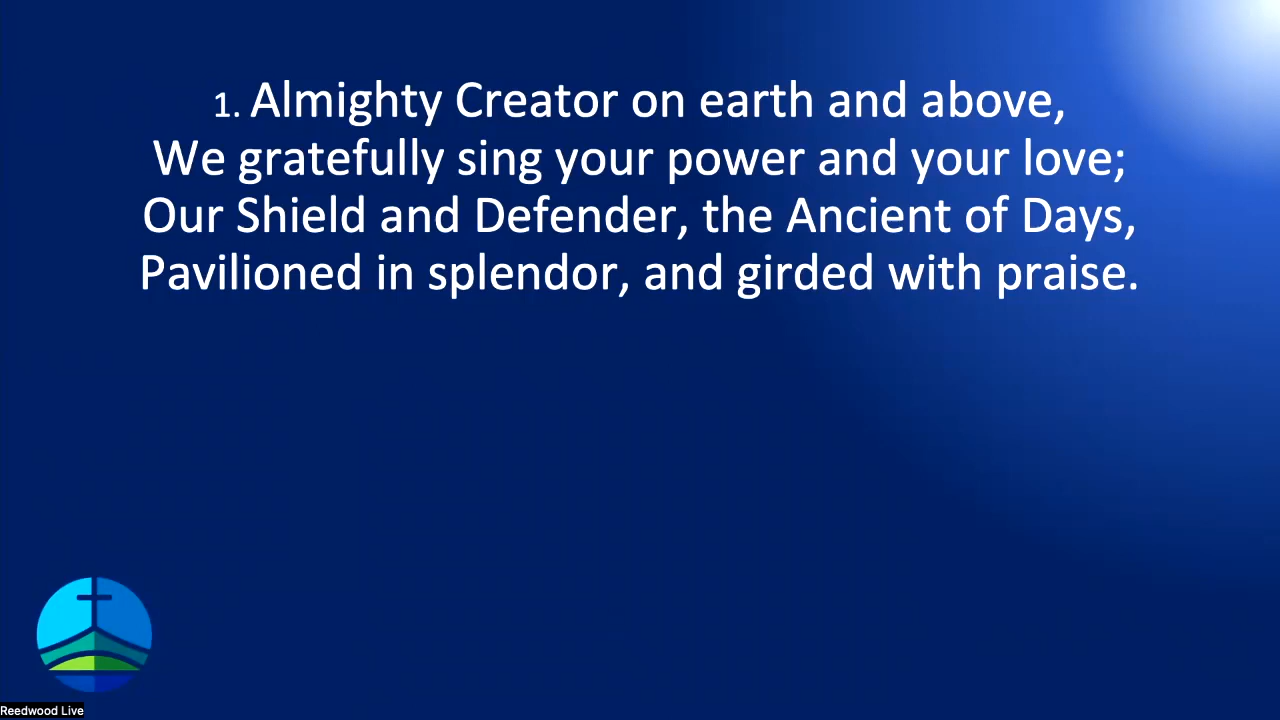 1. Almighty Creator on earth and above,
We gratefully sing your power and your love;
Our Shield and Defender, the Ancient of Days,
Pavilioned in splendor, and girded with praise.
Reedwood Live